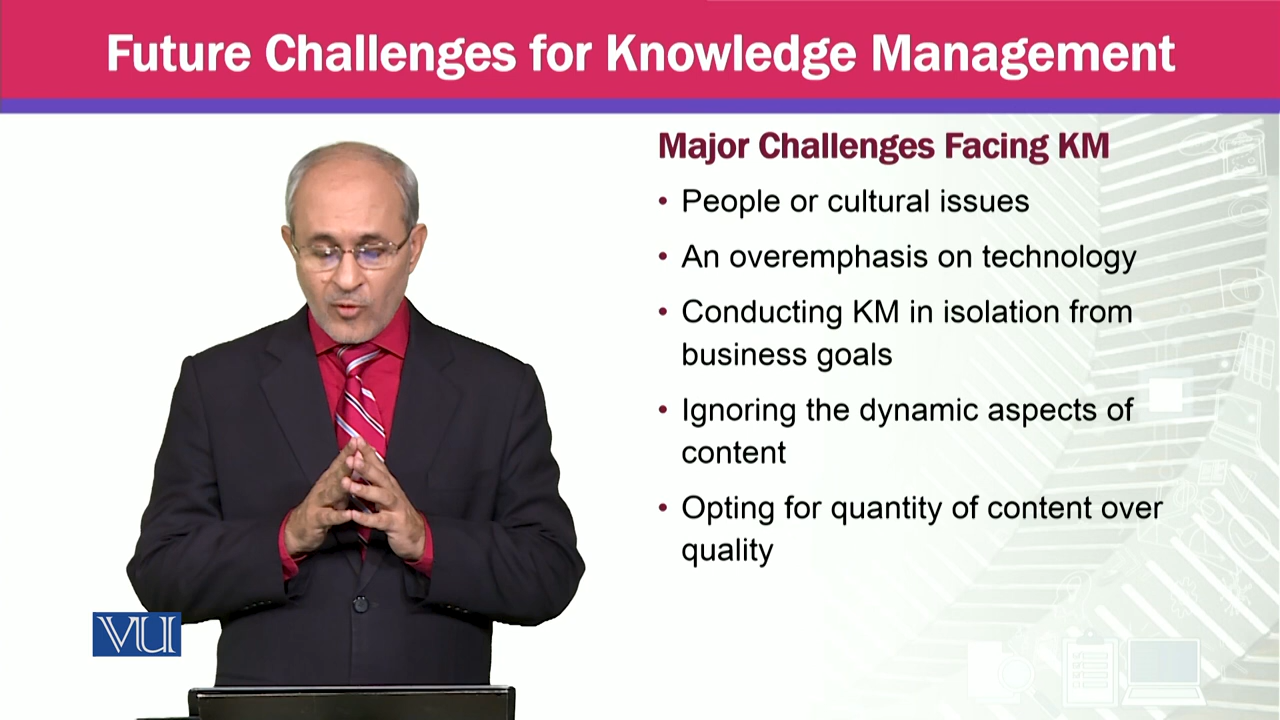 Future Challenges for Knowledge Management
Major Challenges Facing KM
• People or cultural issues
• An overemphasis on technology
• Conducting KM in isolation from
business goals
• Ignoring the dynamic aspects of
content
• Opting for quantity of content over
quality
VU